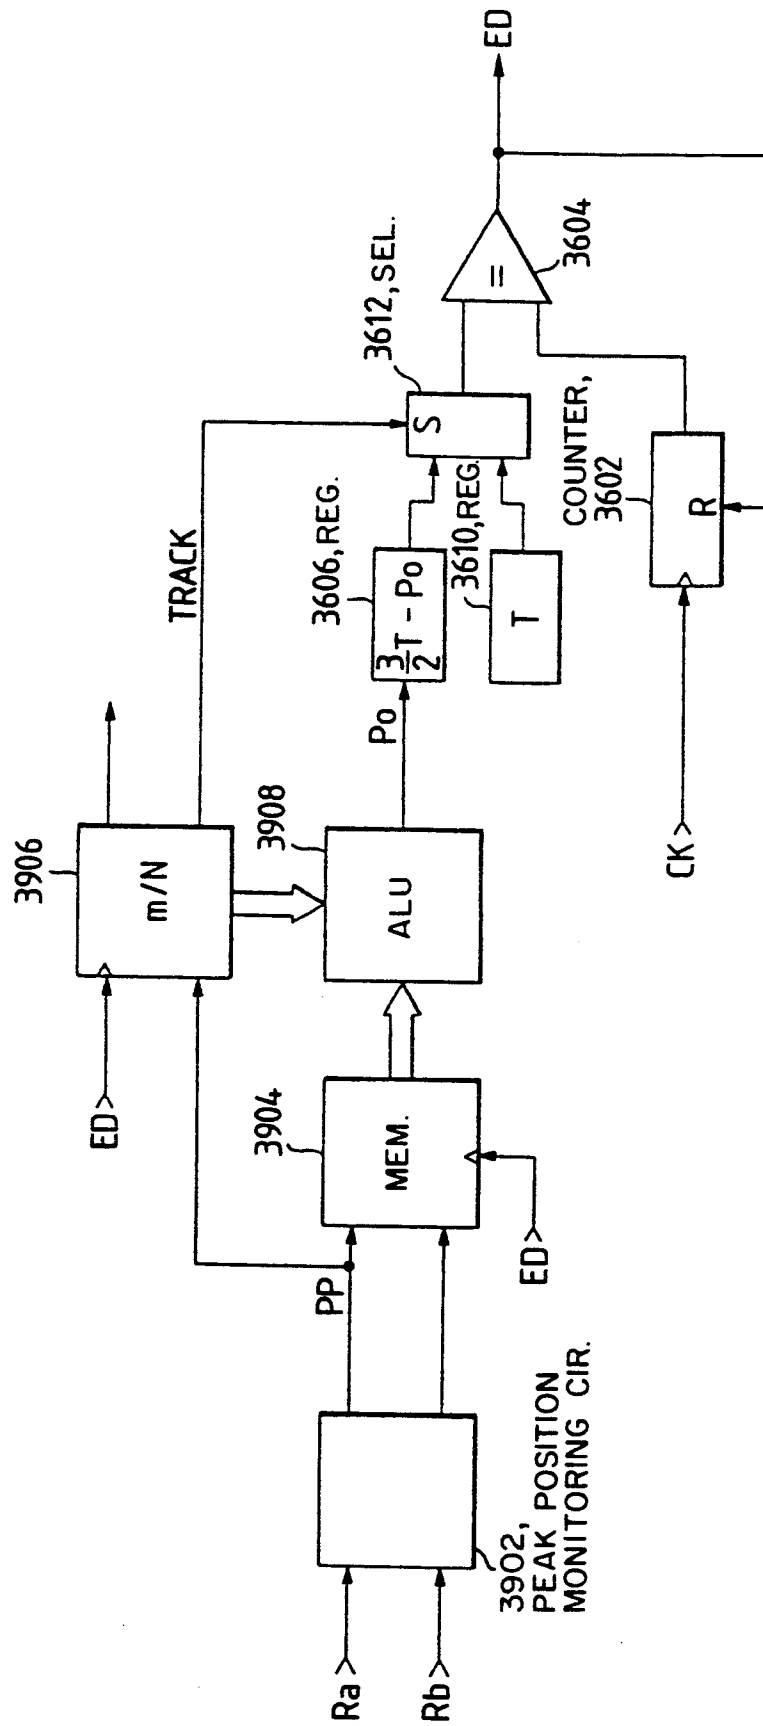 Ra
Rb
3902,
PEAK POSITION
MONITORING CIR.
PP
3904
MEM.
ED
ED
3906
m/N
3908
ALU
TRACK
Po
3606, REG.
3/2 T - Po
3610, REG.
T
3612, SEL.
S
COUNTER,
3602
R
CK
=
3604
ED